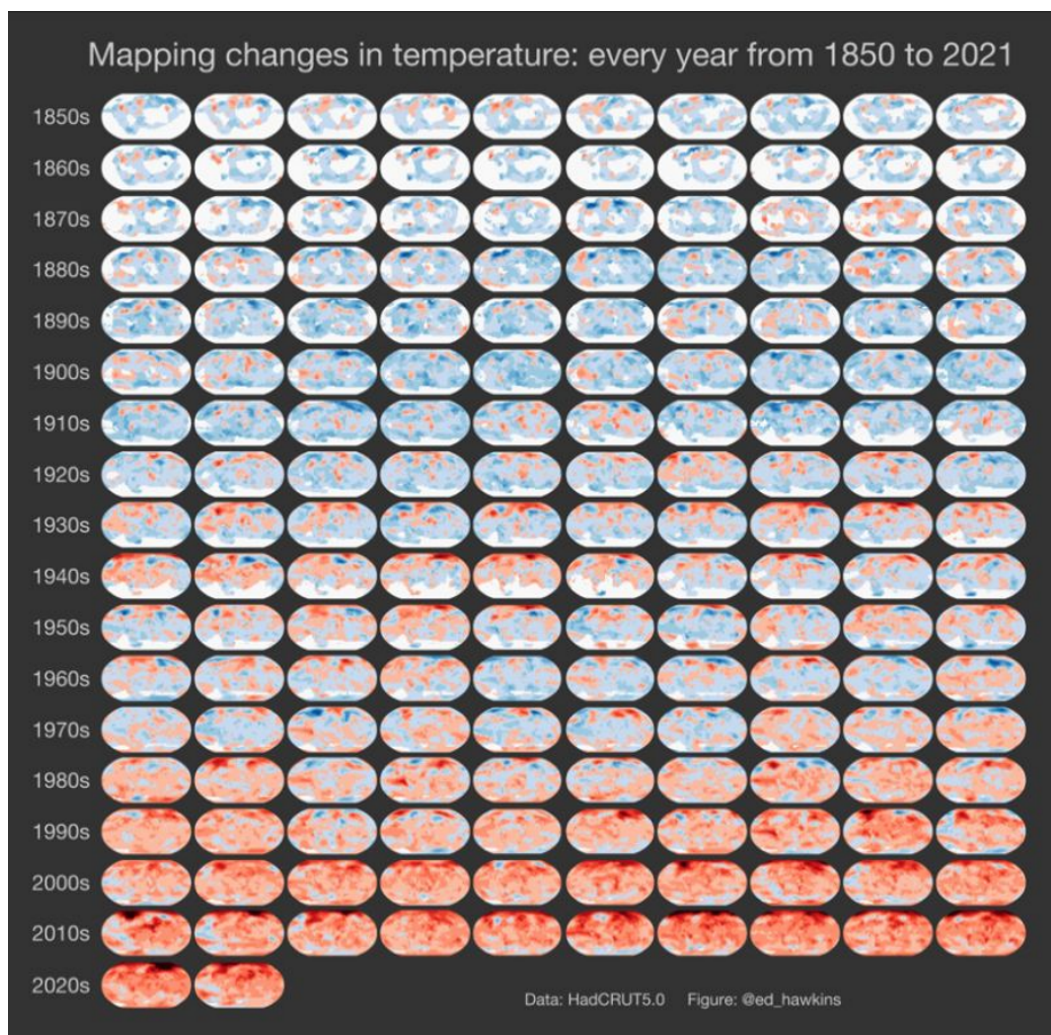 Mapping changes in temperature: every year from 1850 to 2021
1850s
1860s
1870s
1880s
1890s
1900s
1910s
1920s
1930s
1940s
1950s
1960s
1970s
1980s
1990s
2000s
2010s
2020s
Data: HadCRUT5.0 Figure: @ed_hawkins